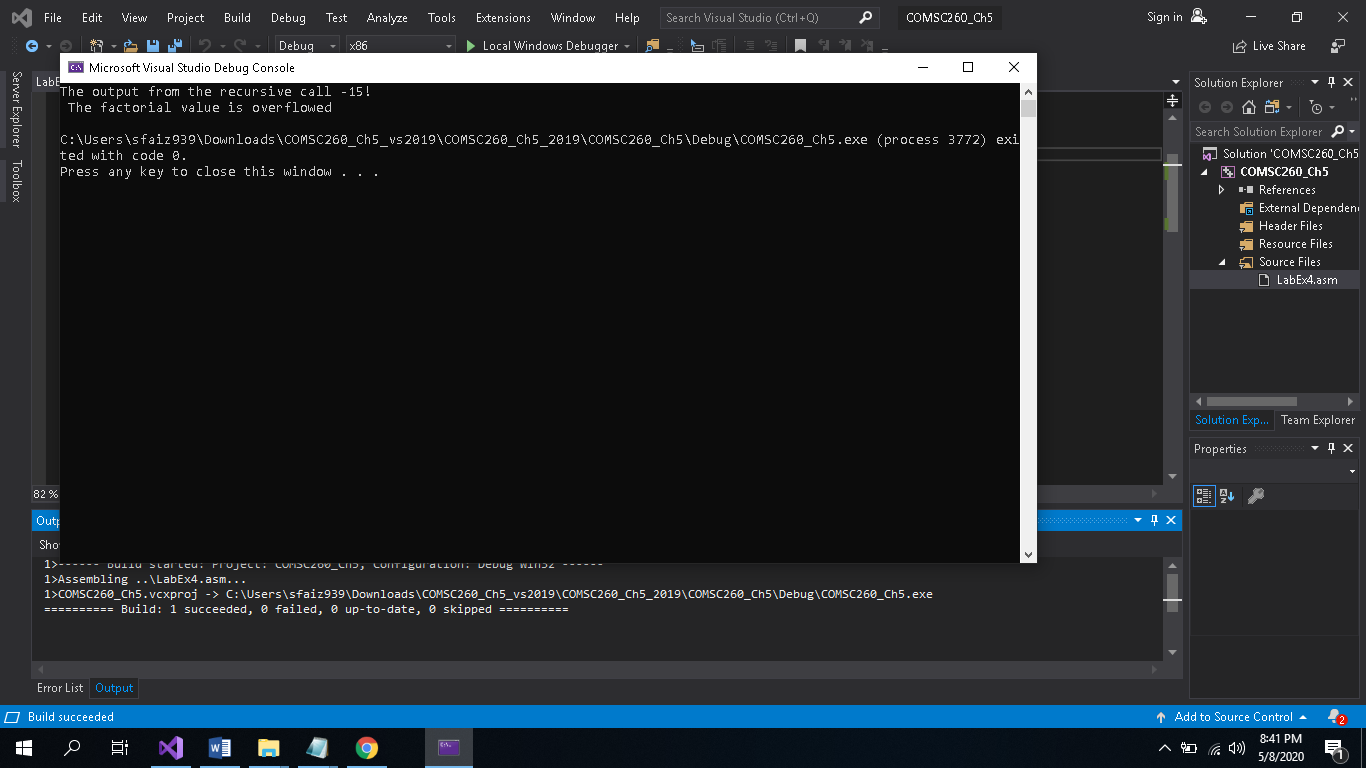 File Edit View Project Build Debug Test Analyze Tools Extensions Window Help Search Visual Studio (Ctrl+Q) COMSC260_Ch5 Sign in
Debug x86 Local Windows Debugger Live Share
Server Explorer
Toolbox
LabE
Microsoft Visual Studio Debug Console
The output from the recursive call -15!
The factorial value is overflowed
C:\Users\sfaiz939\Downloads\COMSC260_Ch5_vs2019\COMSC260_Ch5_2019\COMSC260_Ch5\Debug\COMSC260_Ch5.exe (process 3772) exi
ted with code 0.
Press any key to close this window . . .
Solution Explorer
Search Solution Explorer
Solution 'COMSC260_Ch5
COMSC260_Ch5
References
External Dependen
Header Files
Resource Files
Source Files
LabEx4.asm
Solution Exp... Team Explorer
Properties
82 %
Outp
Sho
1>------ Build started: Project: COMSC260_Ch5, Configuration: Debug Win32 ------
1>Assembling ..\LabEx4.asm...
1>COMSC260_Ch5.vcxproj -> C:\Users\sfaiz939\Downloads\COMSC260_Ch5_vs2019\COMSC260_Ch5_2019\COMSC260_Ch5\Debug\COMSC260_Ch5.exe
========== Build: 1 succeeded, 0 failed, 0 up-to-date, 0 skipped ==========
Error List Output
Build succeeded Add to Source Control 2
8:41 PM
5/8/2020
1